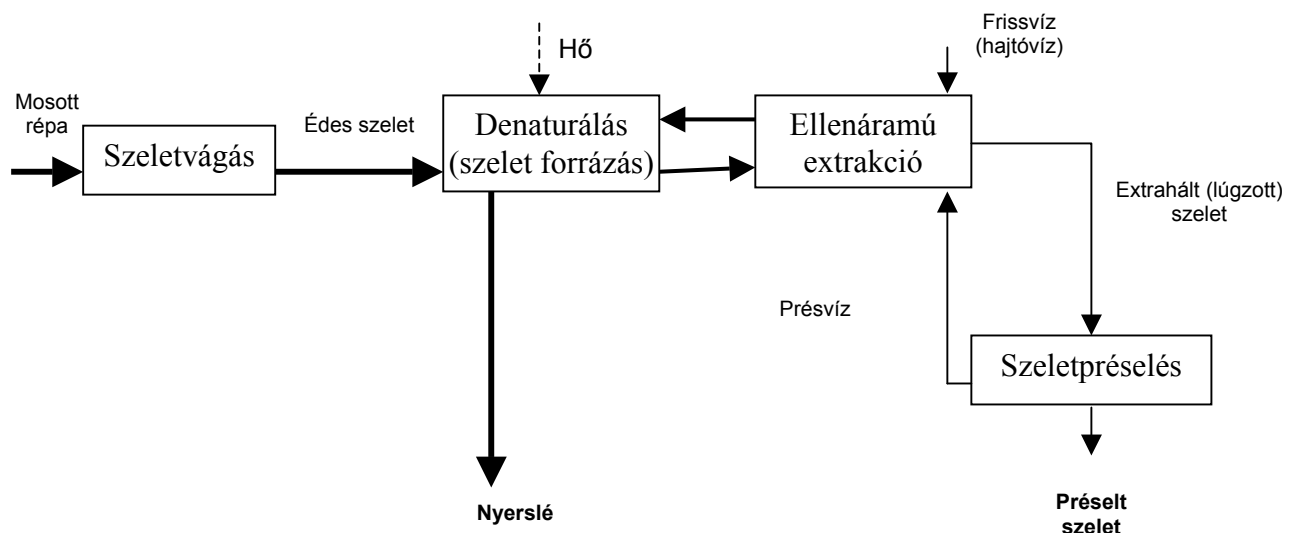 Frissvíz
(hajtóvíz)
Hő
Mosott
répa
Szeletvágás
Édes szelet
Denaturálás
(szelet forrázás)
Ellenáramú
extrakció
Extrahált (lúgzott)
szelet
Présvíz
Szeletpréselés
Nyerslé
Préselt
szelet